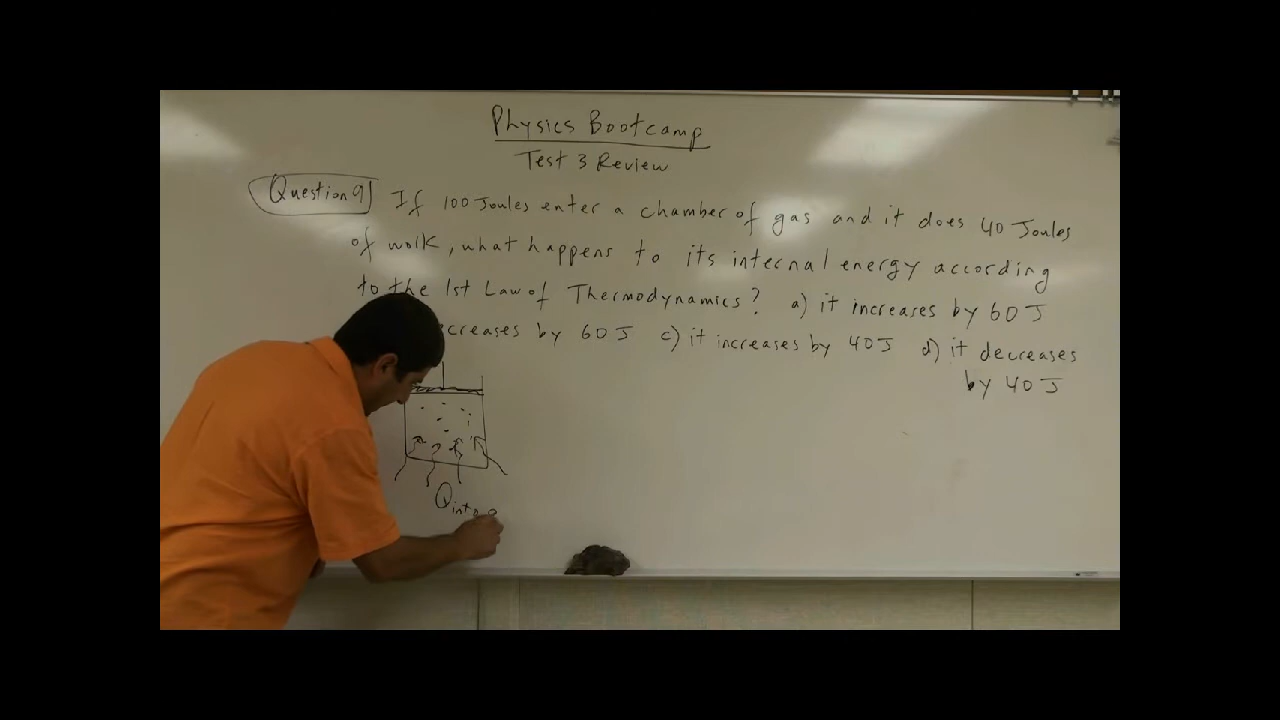 Physics Bootcamp
Test 3 Review
Question 9 If 100 Joules enter a chamber of gas and it does 40 Joules
of work, what happens to its internal energy according
to the 1st Law of Thermodynamics? a) it increases by 60 J
creases by 60 J c) it increases by 40 J d) it decreases
by 40 J
Q into